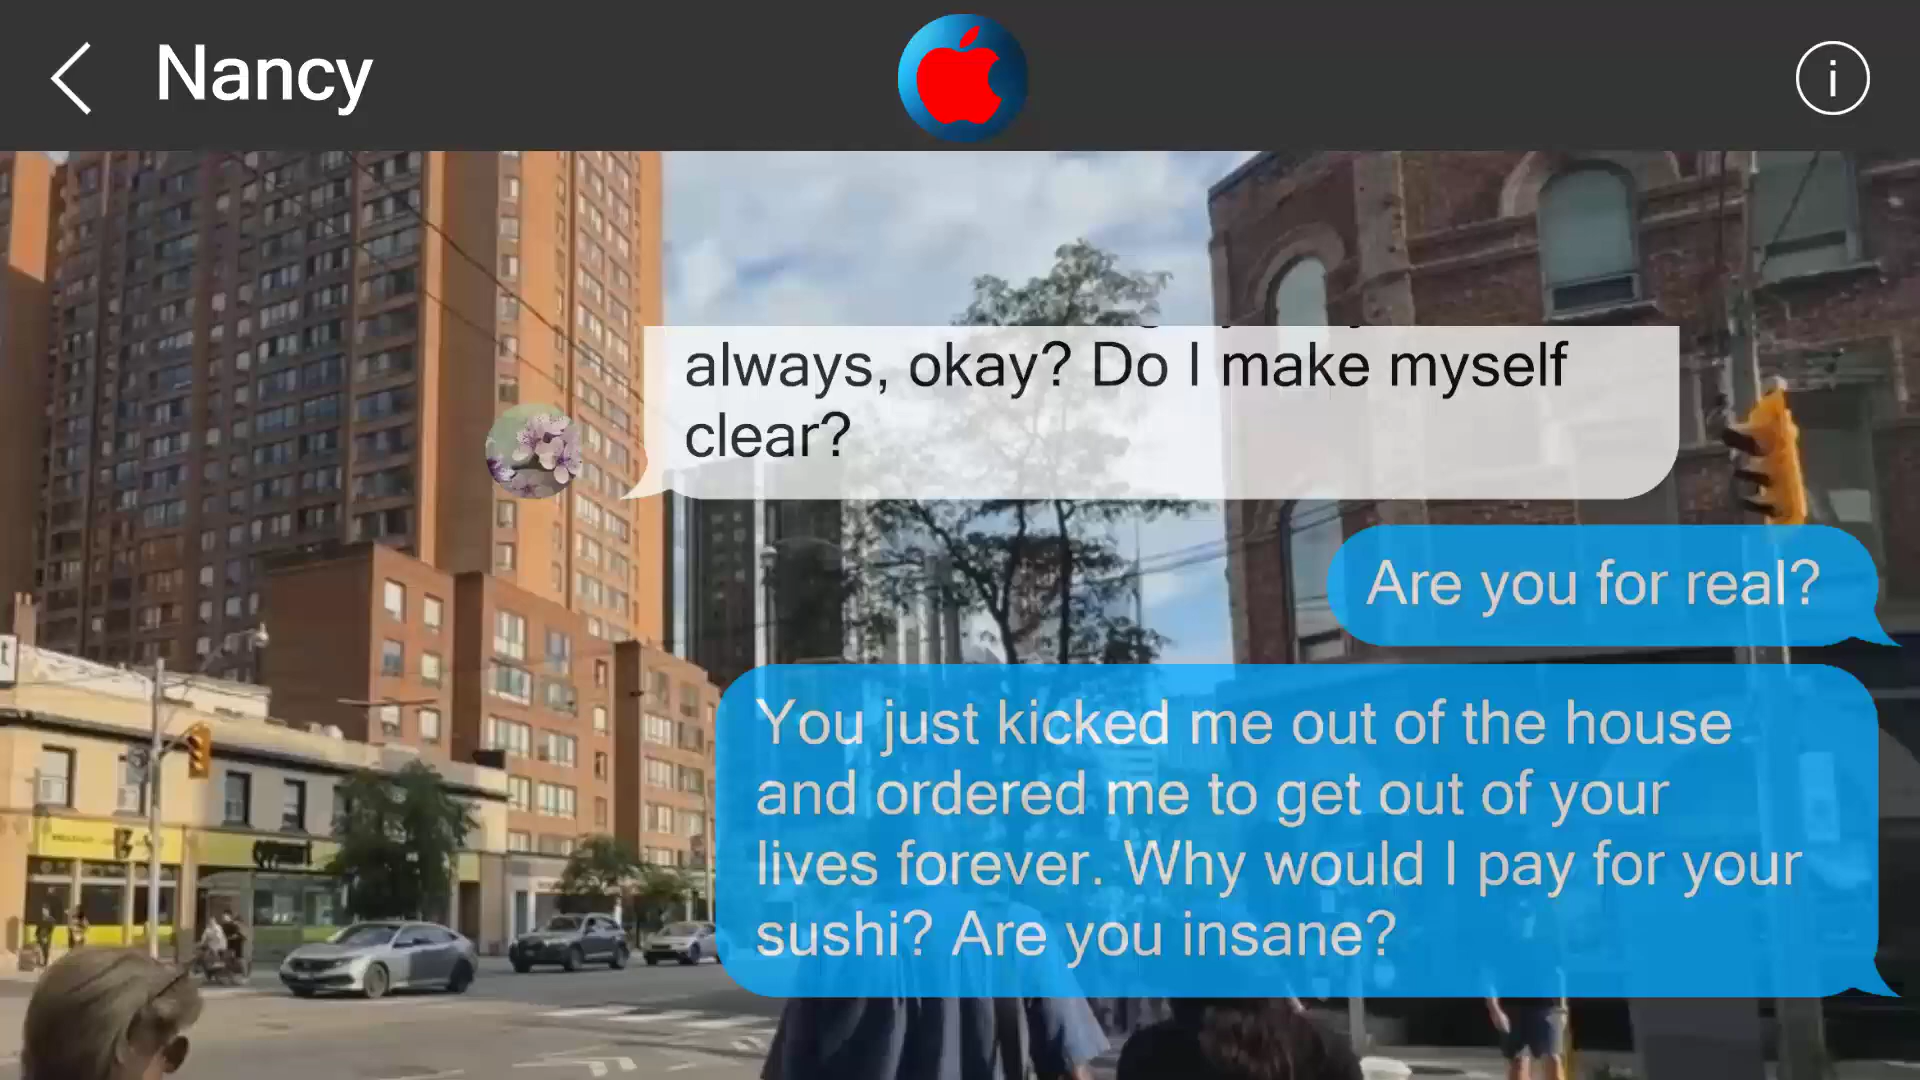 Nancy
i
always, okay? Do I make myself
clear?
Are you for real?
You just kicked me out of the house
and ordered me to get out of your
lives forever. Why would I pay for your
sushi? Are you insane?